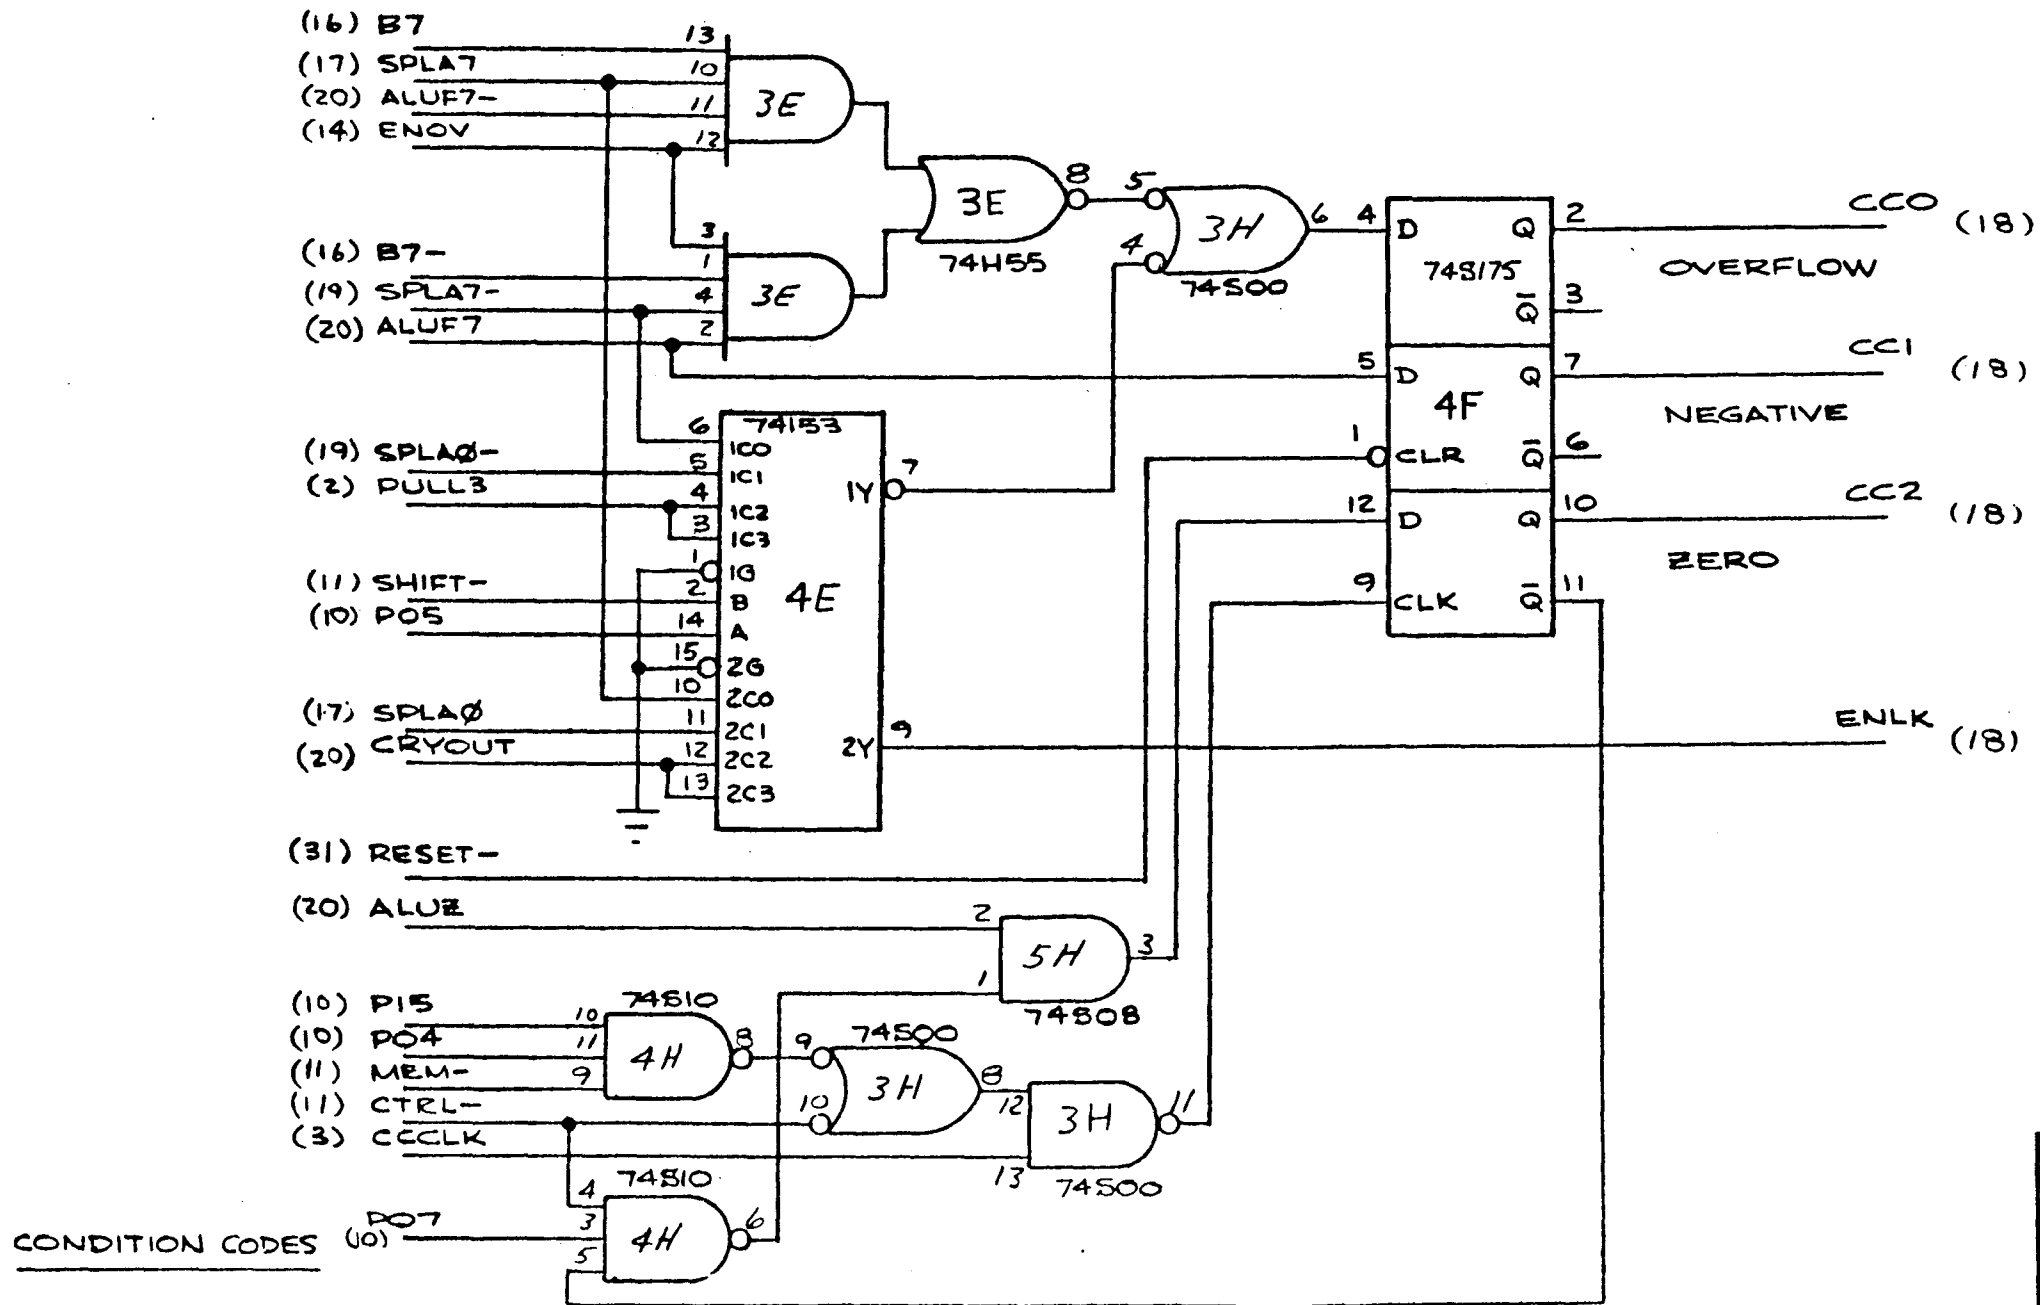 (16) B7
13
(17) SPLA7
10
(20) ALUF7-
11
(14) ENOV
12
3E
3
(16) B7-
1
(19) SPLA7-
4
(20) ALUF7
2
3E
3E
8
74H55
5
4
3H
6
74S00
4 D Q 2
CC0 (18)
74S175
OVERFLOW
Q̅ 3
5 D Q 7
CC1 (18)
4F
NEGATIVE
1 CLR Q̅ 6
12 D Q 10
CC2 (18)
ZERO
9 CLK Q̅ 11
74153
6 1C0
(19) SPLAØ-
5 1C1
1Y 7
(2) PULL3
4 1C2
3 1C3
1 1G
(11) SHIFT-
2 B
4E
(10) P05
14 A
15 2G
10 2C0
(17) SPLAØ
11 2C1
(20) CRYOUT
12 2C2
2Y 9
ENLK (18)
13 2C3
(31) RESET-
(20) ALUZ
2
5H
3
1
74S08
(10) P15
74S10
10
(10) P04
11
4H
8
(11) MEM-
9
74S00
9
3H
8
(11) CTRL-
10
12
3H
11
(3) CCCLK
13
74S00
74S10
4
P07
3
4H
6
CONDITION CODES (10)
5